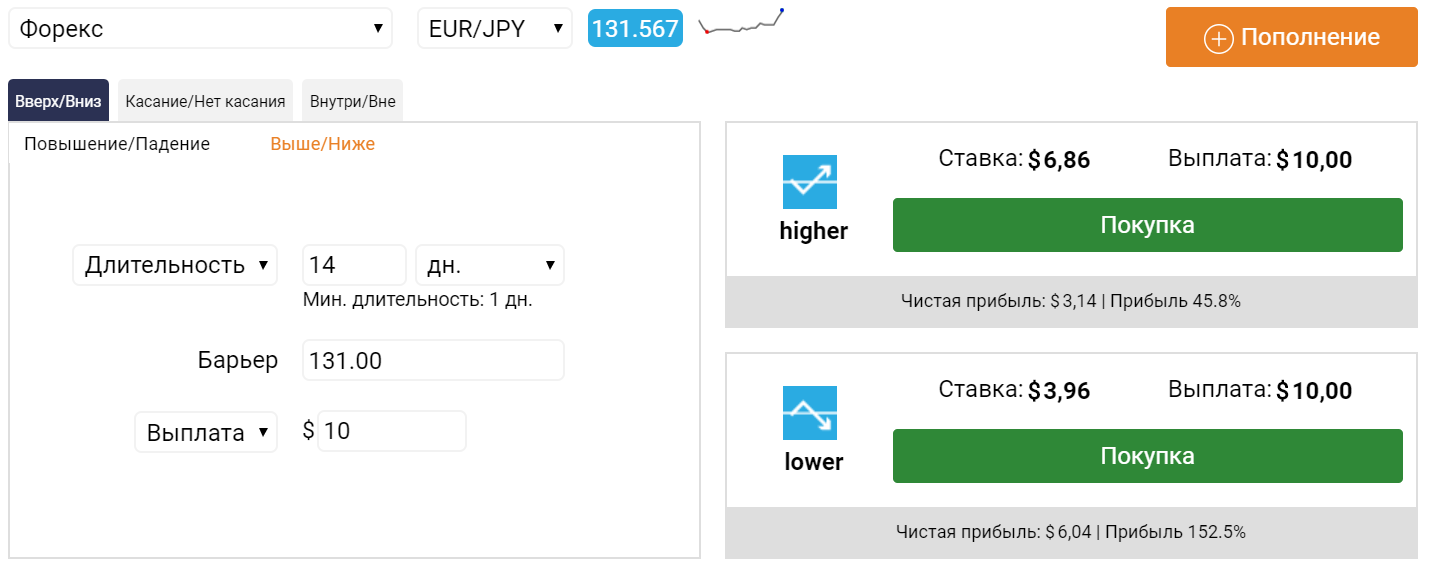 Форекс
EUR/JPY
131.567
Пополнение
Вверх/Вниз
Касание/Нет касания
Внутри/Вне
Повышение/Падение
Выше/Ниже
Длительность
14
дн.
Мин. длительность: 1 дн.
Барьер
131.00
Выплата
$ 10
Ставка: $ 6,86
Выплата: $ 10,00
higher
Покупка
Чистая прибыль: $ 3,14 | Прибыль 45.8%
Ставка: $ 3,96
Выплата: $ 10,00
lower
Покупка
Чистая прибыль: $ 6,04 | Прибыль 152.5%